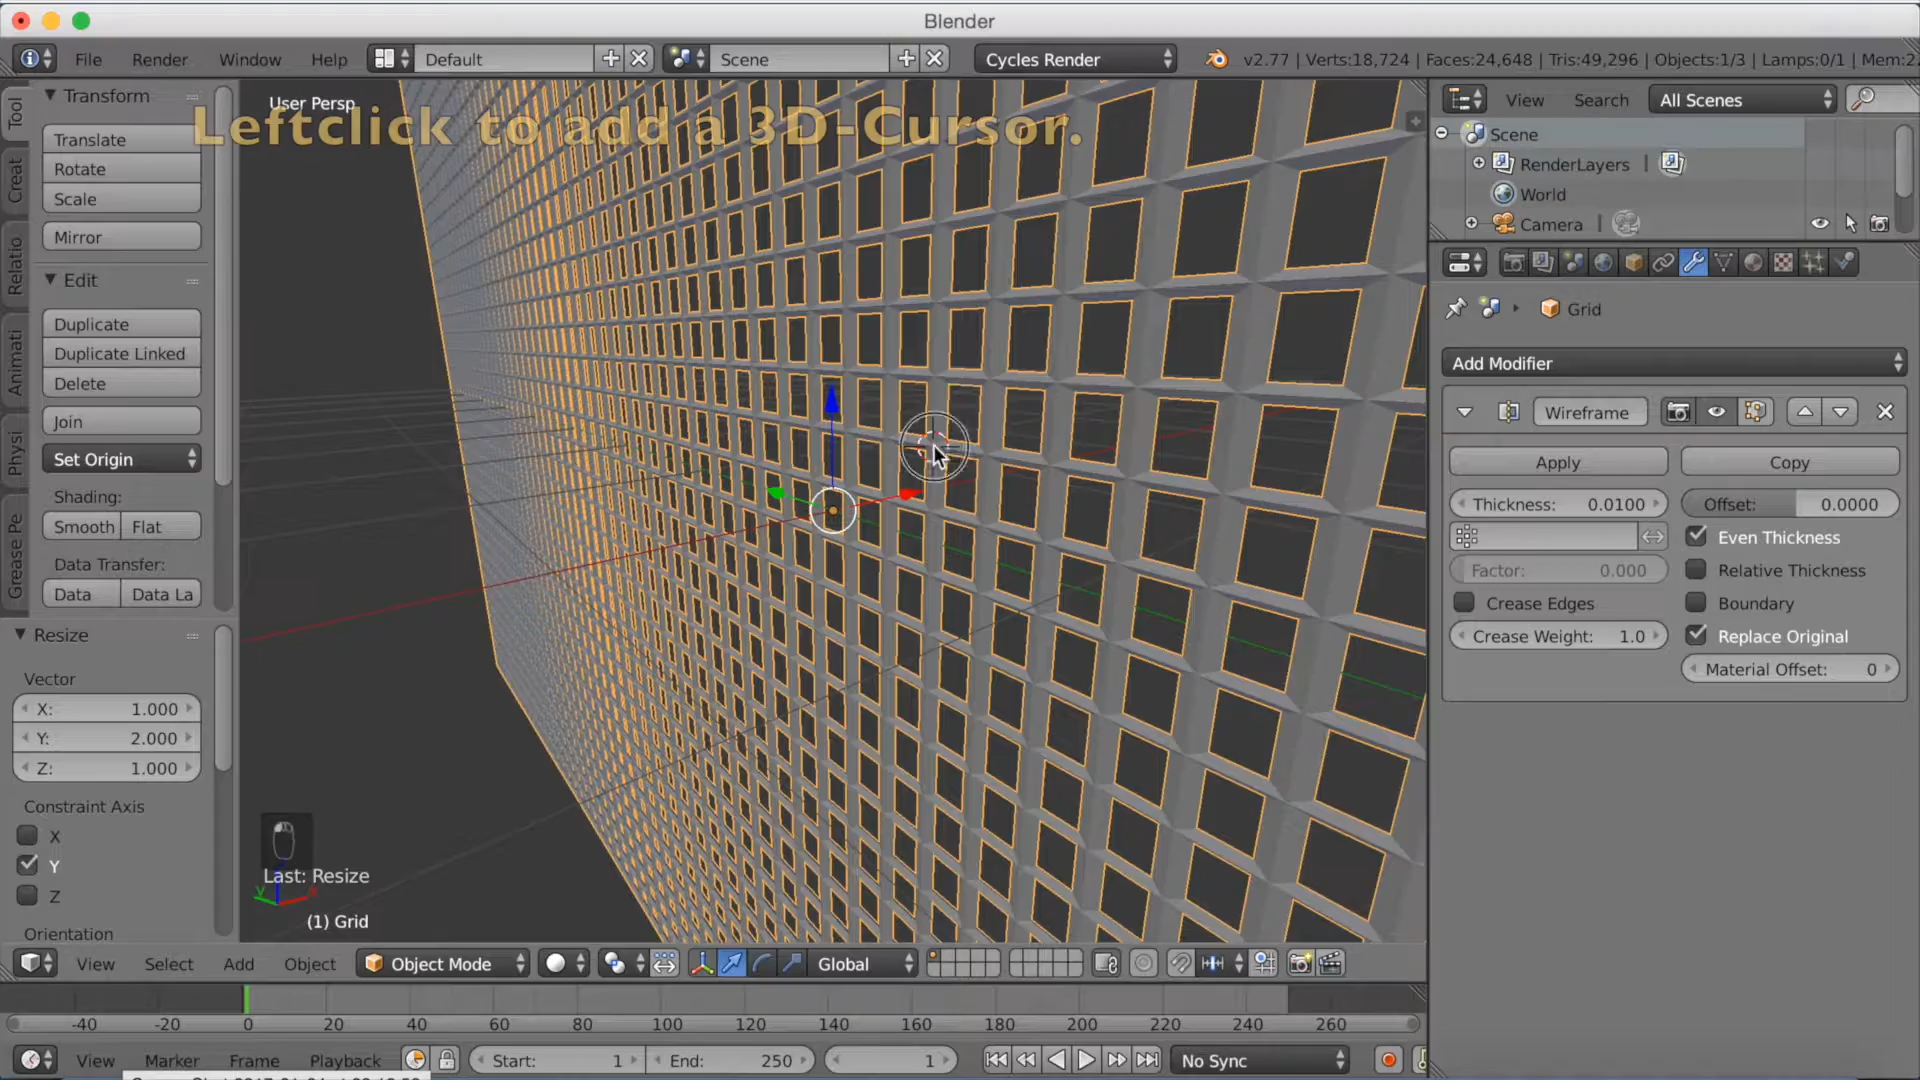 Blender
File Render Window Help Default Scene Cycles Render v2.77 | Verts:18,724 | Faces:24,648 | Tris:49,296 | Objects:1/3 | Lamps:0/1 | Mem:2
Transform
Translate
Rotate
Scale
Mirror
Edit
Duplicate
Duplicate Linked
Delete
Join
Set Origin
Shading:
Smooth Flat
Data Transfer:
Data Data La
Tool
Creat
Relatio
Animati
Physi
Grease Pe
Resize
Vector
X: 1.000
Y: 2.000
Z: 1.000
Constraint Axis
X
Y
Z
Orientation
User Persp
Leftclick to add a 3D-Cursor.
Last: Resize
(1) Grid
View Search All Scenes
Scene
RenderLayers |
World
Camera |
Grid
Add Modifier
Wireframe
Apply Copy
Thickness: 0.0100 Offset: 0.0000
Even Thickness
Factor: 0.000 Relative Thickness
Crease Edges Boundary
Crease Weight: 1.0 Replace Original
Material Offset: 0
View Select Add Object Object Mode Global
-40 -20 0 20 40 60 80 100 120 140 160 180 200 220 240 260
View Marker Frame Playback Start: 1 End: 250 1 No Sync